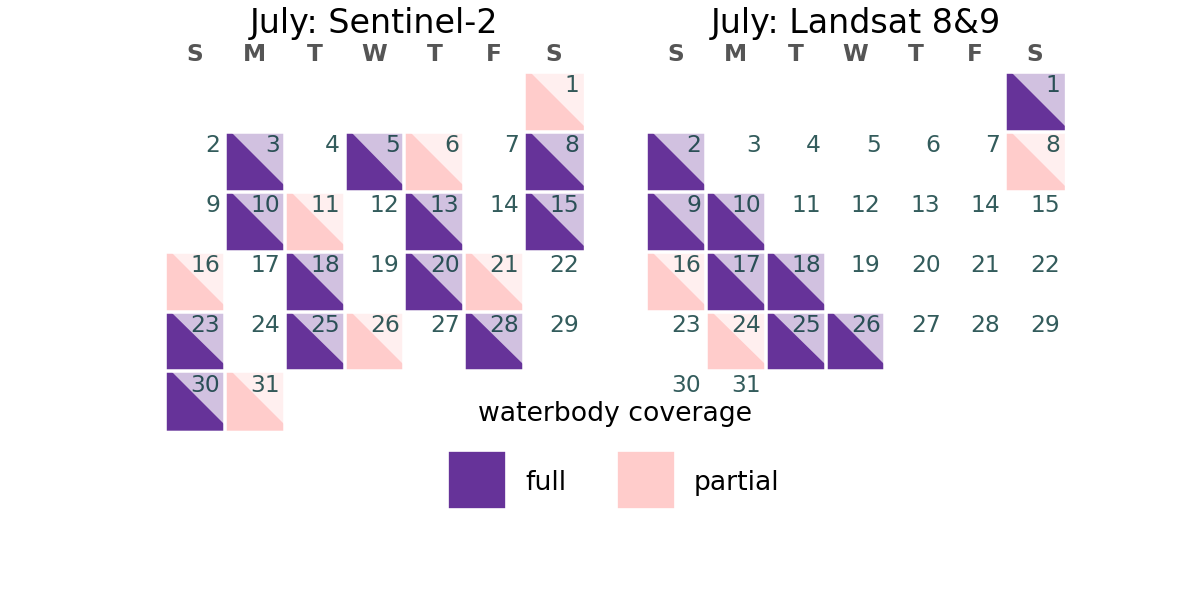 July: Sentinel-2
S M T W T F S
1
2 3 4 5 6 7 8
9 10 11 12 13 14 15
16 17 18 19 20 21 22
23 24 25 26 27 28 29
30 31
July: Landsat 8&9
S M T W T F S
1
2 3 4 5 6 7 8
9 10 11 12 13 14 15
16 17 18 19 20 21 22
23 24 25 26 27 28 29
30 31
waterbody coverage
full partial